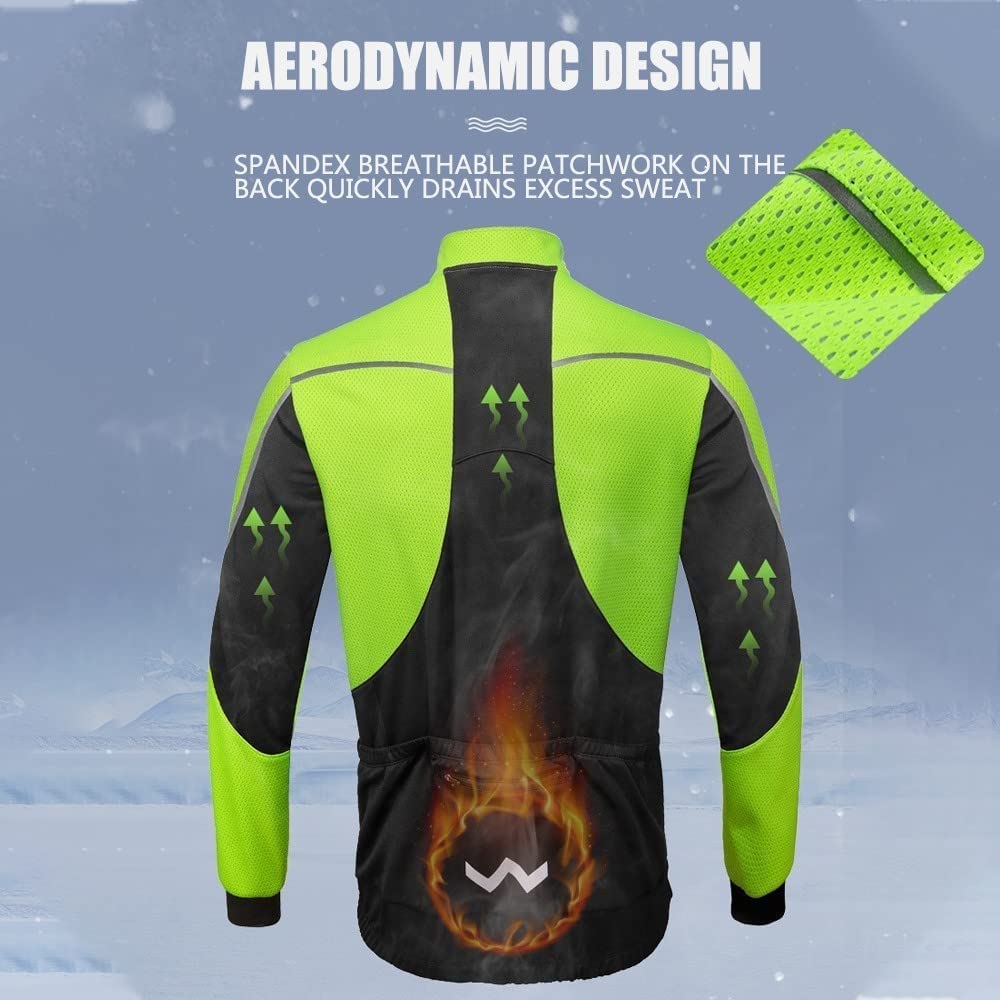 AERODYNAMIC DESIGN
SPANDEX BREATHABLE PATCHWORK ON THE
BACK QUICKLY DRAINS EXCESS SWEAT